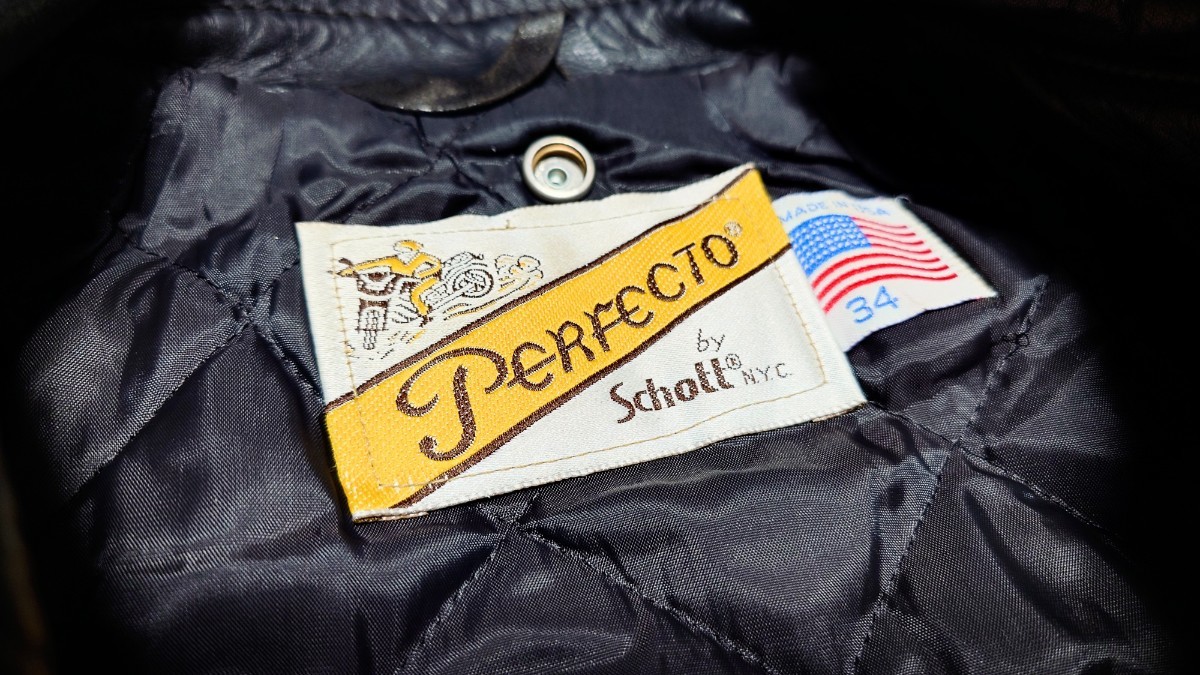 PERFECTO®
by
Schott® N.Y.C.
MADE IN USA
34